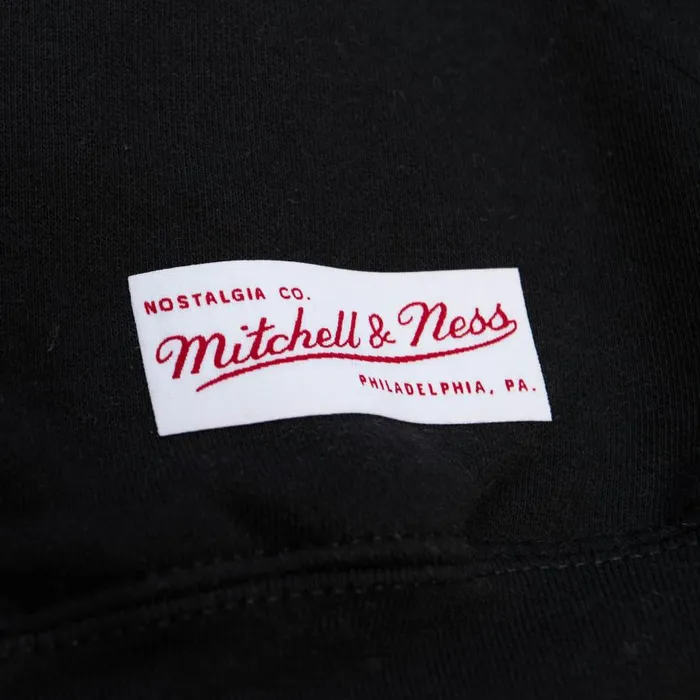 NOSTALGIA CO.
Mitchell & Ness
PHILADELPHIA, PA.